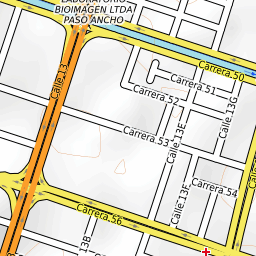 LABORATORIOS
BIOIMAGEN LTDA
PASO ANCHO
Carrera.50
Carrera.51
Carrera.52
Calle.13G
Calle.13
Calle.13E
Carrera.53
Carrera.54
Calle.13F
Carrera.56
13B